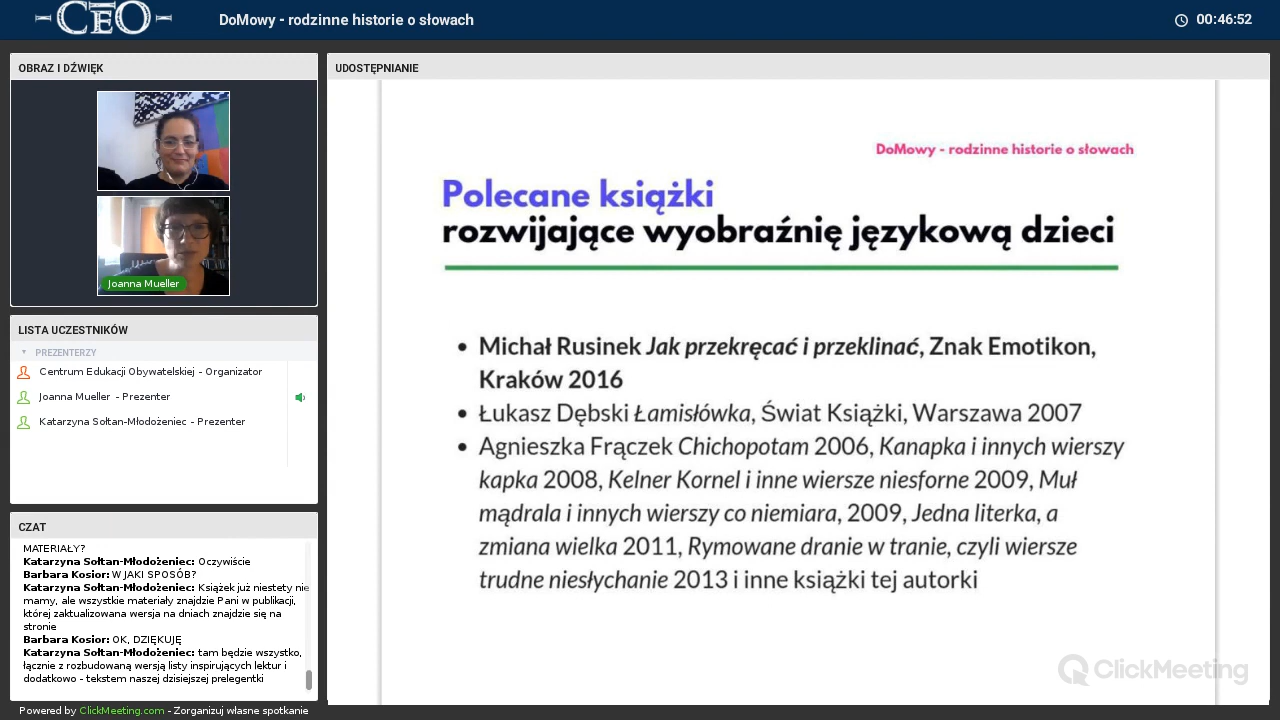 CEO
DoMowy - rodzinne historie o słowach
00:46:52
OBRAZ I DŹWIĘK
Joanna Mueller
LISTA UCZESTNIKÓW
PREZENTERZY
Centrum Edukacji Obywatelskiej - Organizator
Joanna Mueller - Prezenter
Katarzyna Sołtan-Młodożeniec - Prezenter
CZAT
MATERIAŁY?
Katarzyna Sołtan-Młodożeniec: Oczywiście
Barbara Kosior: W JAKI SPOSÓB?
Katarzyna Sołtan-Młodożeniec: Książek już niestety nie
mamy, ale wszystkie materiały znajdzie Pani w publikacji,
której zaktualizowana wersja na dniach znajdzie się na
stronie
Barbara Kosior: OK, DZIĘKUJĘ
Katarzyna Sołtan-Młodożeniec: tam będzie wszystko,
łącznie z rozbudowaną wersją listy inspirujących lektur i
dodatkowo - tekstem naszej dzisiejszej prelegentki
Powered by ClickMeeting.com - Zorganizuj własne spotkanie
UDOSTĘPNIANIE
DoMowy - rodzinne historie o słowach
Polecane książki
rozwijające wyobraźnię językową dzieci
• Michał Rusinek Jak przekręcać i przeklinać, Znak Emotikon,
Kraków 2016
• Łukasz Dębski Łamisłówka, Świat Książki, Warszawa 2007
• Agnieszka Frączek Chichopotam 2006, Kanapka i innych wierszy
kapka 2008, Kelner Kornel i inne wiersze niesforne 2009, Muł
mądrala i innych wierszy co niemiara, 2009, Jedna literka, a
zmiana wielka 2011, Rymowane dranie w tranie, czyli wiersze
trudne niesłychanie 2013 i inne książki tej autorki
ClickMeeting